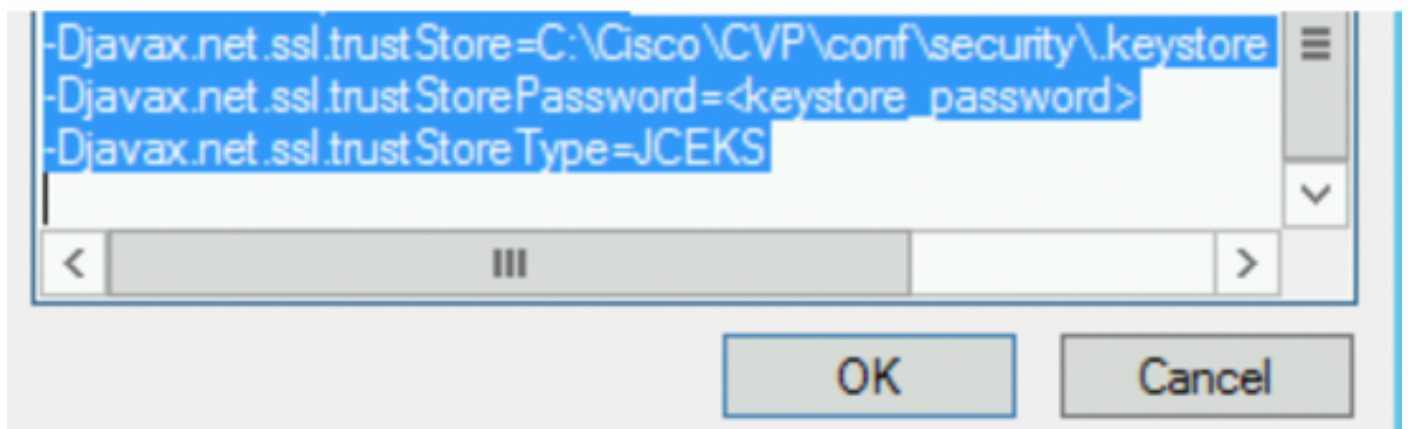 -Djavax.net.ssl.trustStore=C:\Cisco\CVP\conf\security\.keystore
-Djavax.net.ssl.trustStorePassword=<keystore_password>
-Djavax.net.ssl.trustStoreType=JCEKS
OK
Cancel